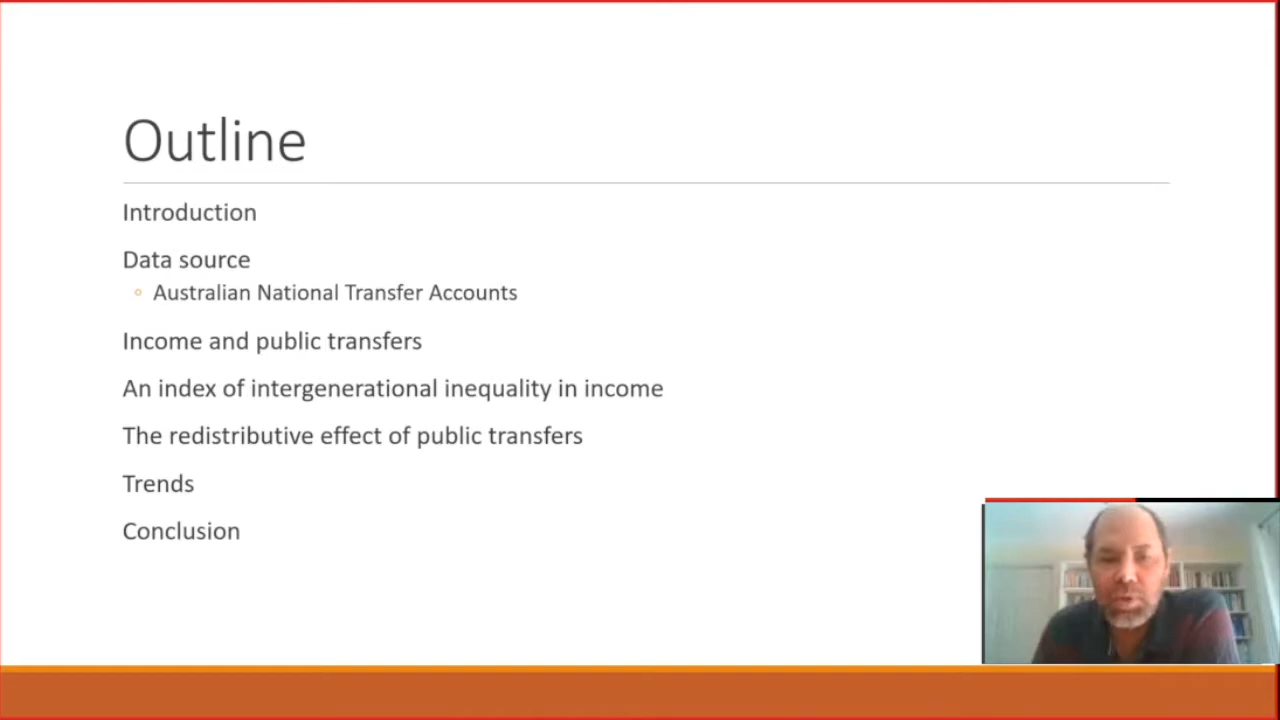 Outline
Introduction
Data source
Australian National Transfer Accounts
Income and public transfers
An index of intergenerational inequality in income
The redistributive effect of public transfers
Trends
Conclusion